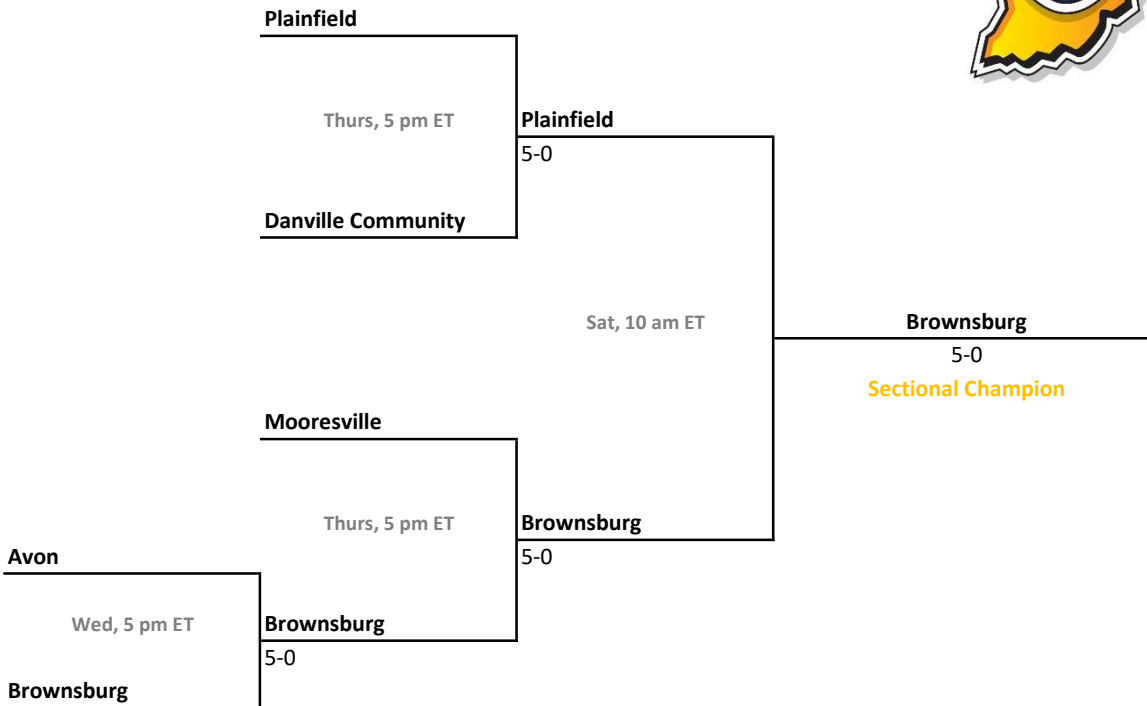 Plainfield
Thurs, 5 pm ET
Plainfield
5-0
Danville Community
Sat, 10 am ET
Brownsburg
5-0
Sectional Champion
Mooresville
Thurs, 5 pm ET
Brownsburg
5-0
Avon
Wed, 5 pm ET
Brownsburg
5-0
Brownsburg